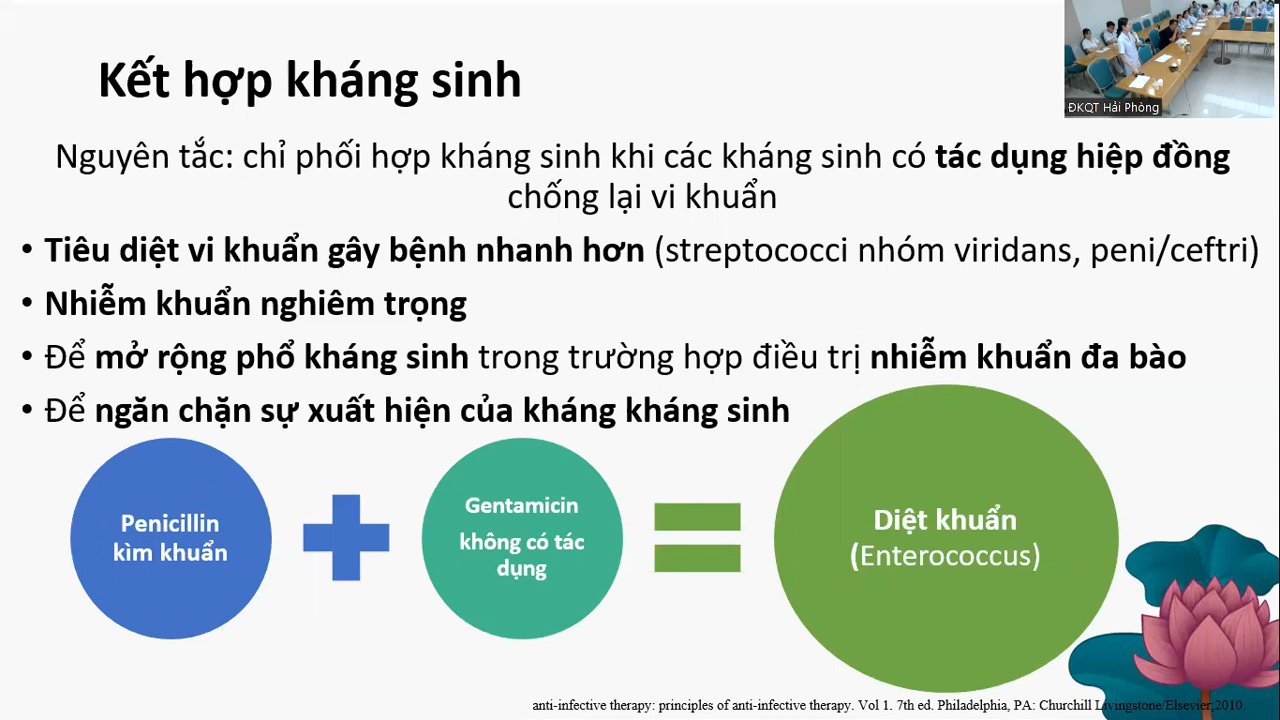 Kết hợp kháng sinh
ĐKQT Hải Phòng
Nguyên tắc: chỉ phối hợp kháng sinh khi các kháng sinh có tác dụng hiệp đồng
chống lại vi khuẩn
• Tiêu diệt vi khuẩn gây bệnh nhanh hơn (streptococci nhóm viridans, peni/ceftri)
• Nhiễm khuẩn nghiêm trọng
• Để mở rộng phổ kháng sinh trong trường hợp điều trị nhiễm khuẩn đa bào
• Để ngăn chặn sự xuất hiện của kháng kháng sinh
Penicillin
kìm khuẩn
Gentamicin
không có tác
dụng
Diệt khuẩn
(Enterococcus)
anti-infective therapy: principles of anti-infective therapy. Vol 1. 7th ed. Philadelphia, PA: Churchill Livingstone/Elsevier;2010.